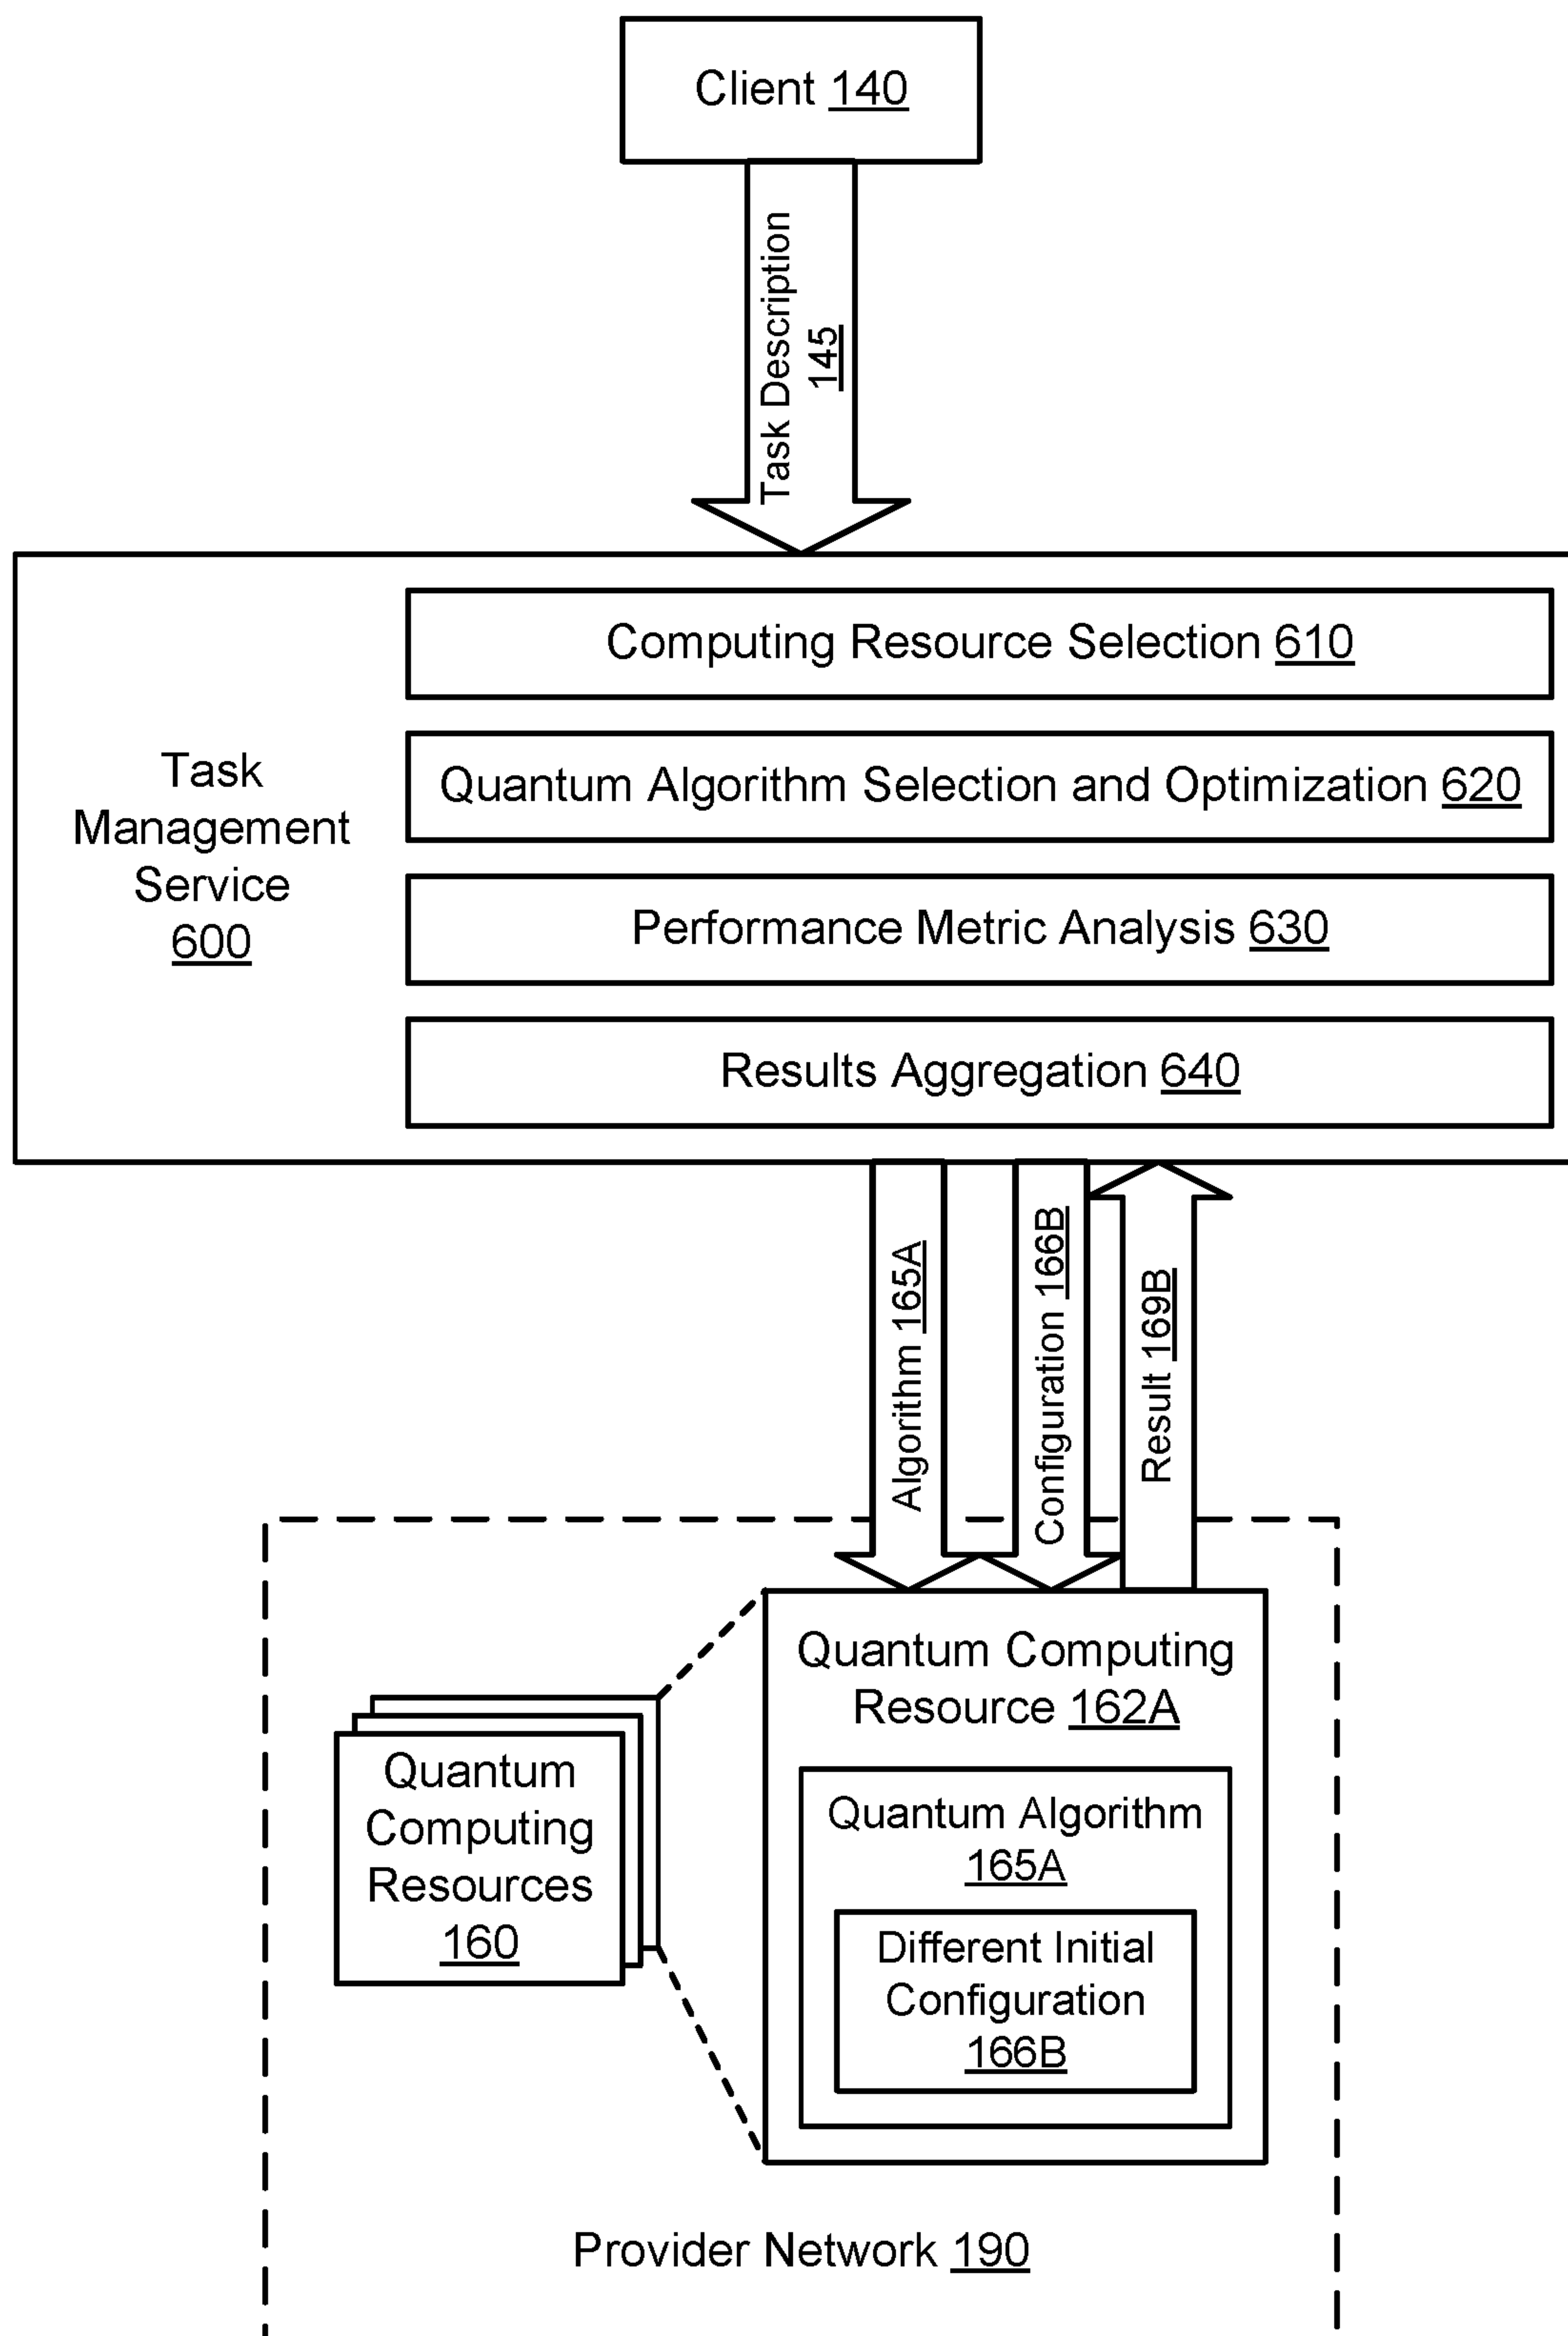 Client 140
Task Description
145
Computing Resource Selection 610
Task
Management
Service
600
Quantum Algorithm Selection and Optimization 620
Performance Metric Analysis 630
Results Aggregation 640
Algorithm 165A
Configuration 166B
Result 169B
Quantum Computing
Resource 162A
Quantum
Computing
Resources
160
Quantum Algorithm
165A
Different Initial
Configuration
166B
Provider Network 190